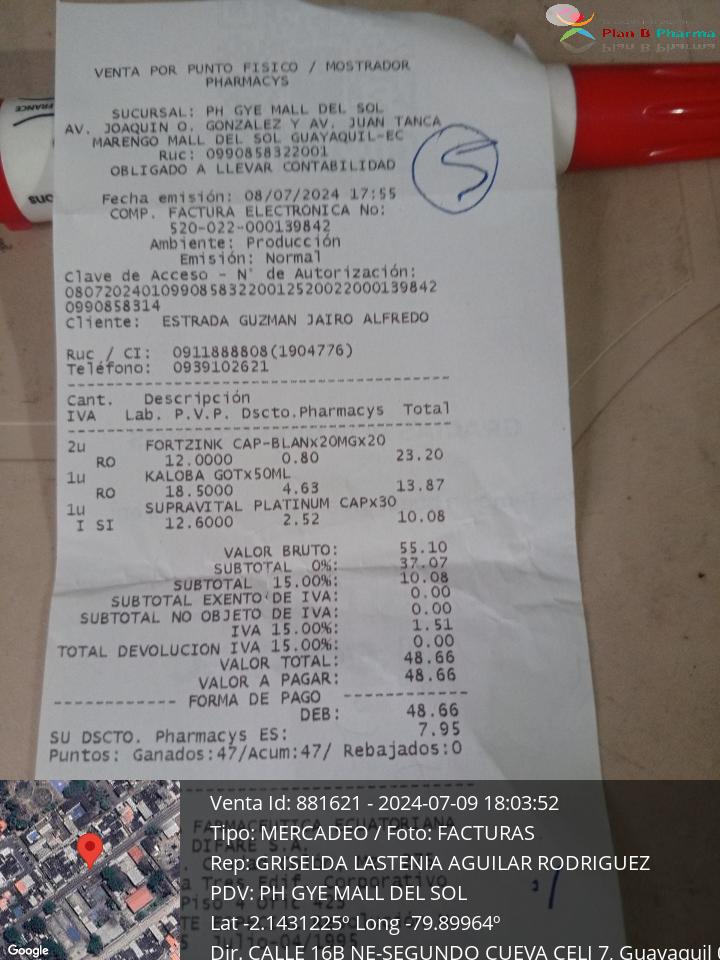 Plan B Pharma
FRANCE
VENTA POR PUNTO FISICO / MOSTRADOR
PHARMACYS
SUCURSAL: PH GYE MALL DEL SOL
AV. JOAQUIN O. GONZALEZ Y AV. JUAN TANCA
MARENGO MALL DEL SOL GUAYAQUIL-EC
Ruc: 0990858322001
OBLIGADO A LLEVAR CONTABILIDAD
Fecha emisión: 08/07/2024 17:55
COMP. FACTURA ELECTRONICA No:
520-022-000139842
Ambiente: Producción
Emisión: Normal
Clave de Acceso - N° de Autorización:
080720240109908583220012520022000139842
0990858314
Cliente: ESTRADA GUZMAN JAIRO ALFREDO
Ruc / CI: 0911888808(1904776)
Teléfono: 0939102621
Cant. Descripción
IVA Lab. P.V.P. Dscto.Pharmacys Total
2u FORTZINK CAP-BLANx20MGx20
RO 12.0000 0.80 23.20
1u KALOBA GOTx50ML
RO 18.5000 4.63 13.87
1u SUPRAVITAL PLATINUM CAPx30
I SI 12.6000 2.52 10.08
VALOR BRUTO: 55.10
SUBTOTAL 0%: 37.07
SUBTOTAL 15.00%: 10.08
SUBTOTAL EXENTO DE IVA: 0.00
SUBTOTAL NO OBJETO DE IVA: 0.00
IVA 15.00%: 1.51
TOTAL DEVOLUCION IVA 15.00%: 0.00
VALOR TOTAL: 48.66
VALOR A PAGAR: 48.66
---------- FORMA DE PAGO ----------
DEB: 48.66
SU DSCTO. Pharmacys ES: 7.95
Puntos: Ganados:47/Acum:47/ Rebajados:0
FARMACEUTICA ECUATORIANA
DIFARE S.A.
Venta Id: 881621 - 2024-07-09 18:03:52
Tipo: MERCADEO / Foto: FACTURAS
Rep: GRISELDA LASTENIA AGUILAR RODRIGUEZ
PDV: PH GYE MALL DEL SOL
Lat -2.1431225º Long -79.89964º
Dir. CALLE 16B NE-SEGUNDO CUEVA CELI 7, Guayaquil
Google